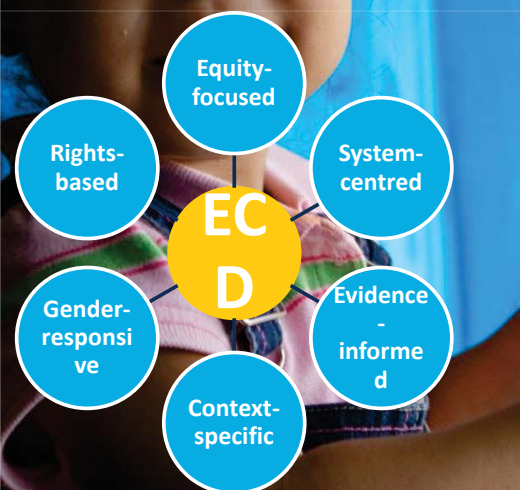 Equity-
focused
System-
centred
Evidence
-
informe
d
Context-
specific
Gender-
responsi
ve
Rights-
based
EC
D